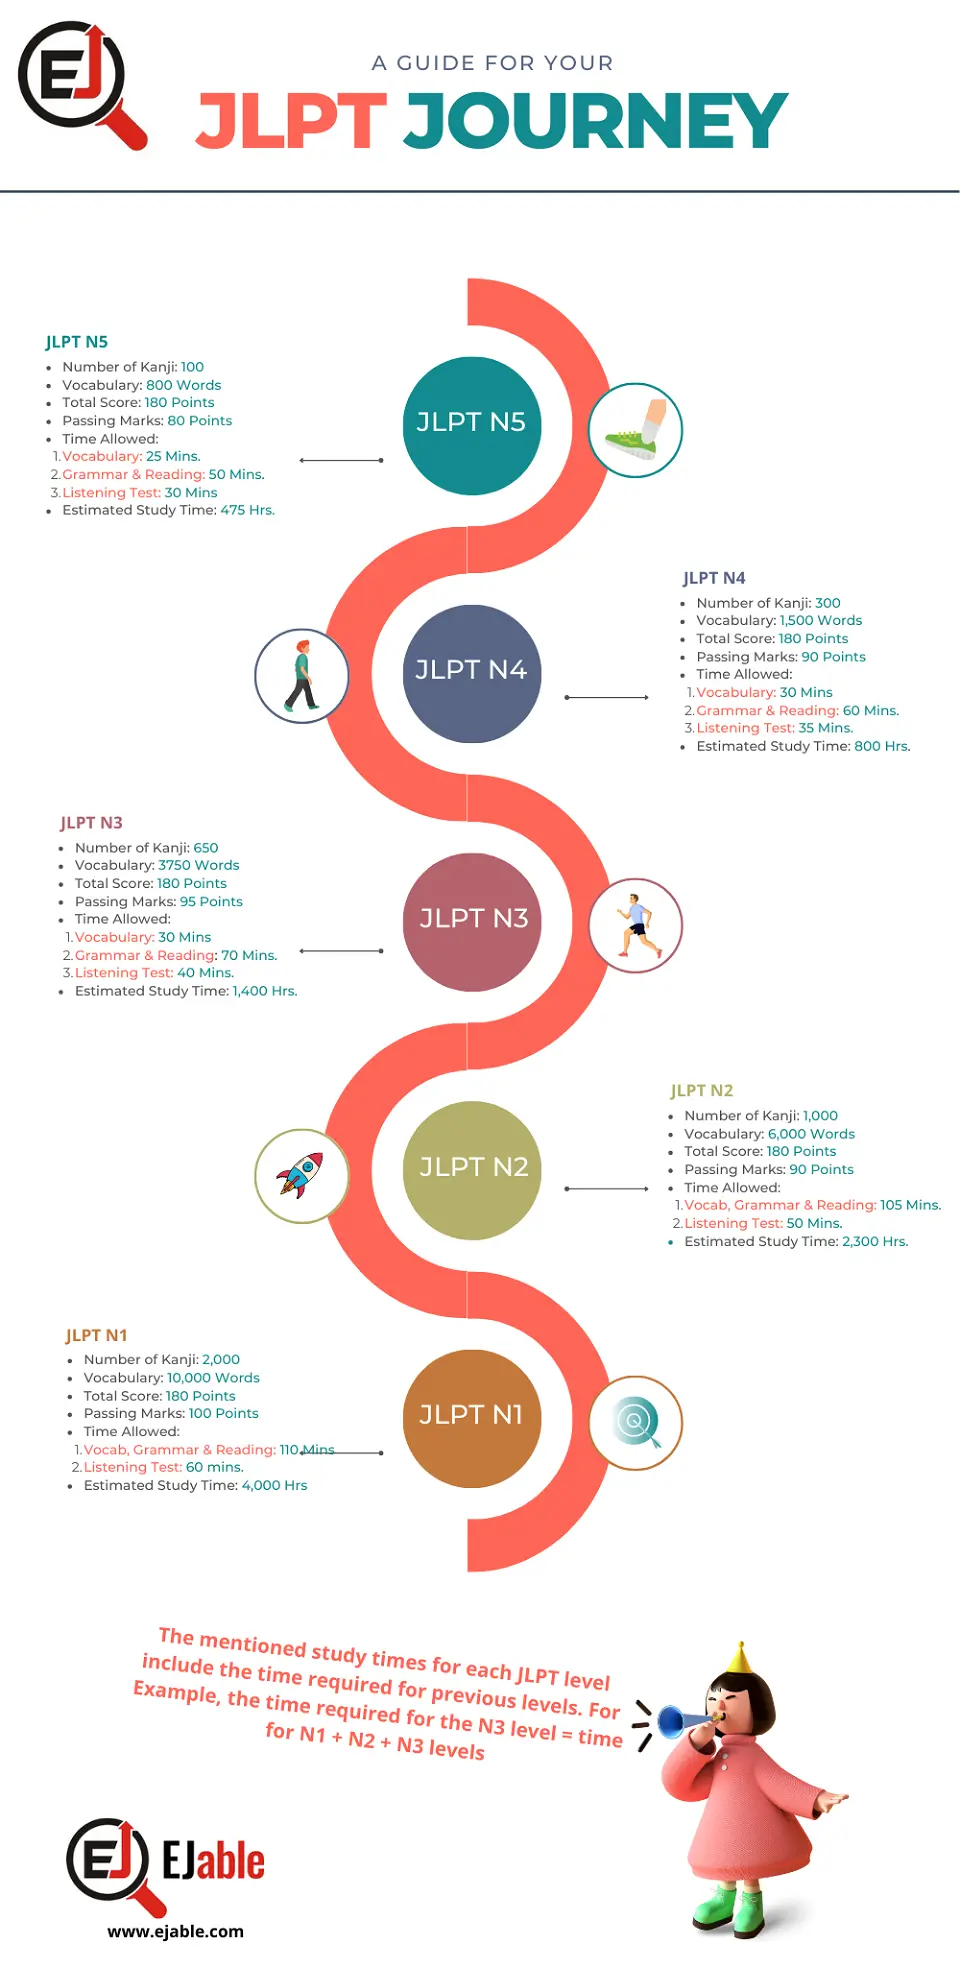 EJ
A GUIDE FOR YOUR
JLPT JOURNEY
JLPT N5
• Number of Kanji: 100
• Vocabulary: 800 Words
• Total Score: 180 Points
• Passing Marks: 80 Points
• Time Allowed:
1. Vocabulary: 25 Mins.
2. Grammar & Reading: 50 Mins.
3. Listening Test: 30 Mins
• Estimated Study Time: 475 Hrs.
JLPT N5
JLPT N4
• Number of Kanji: 300
• Vocabulary: 1,500 Words
• Total Score: 180 Points
• Passing Marks: 90 Points
• Time Allowed:
1. Vocabulary: 30 Mins
2. Grammar & Reading: 60 Mins.
3. Listening Test: 35 Mins.
• Estimated Study Time: 800 Hrs.
JLPT N4
JLPT N3
• Number of Kanji: 650
• Vocabulary: 3750 Words
• Total Score: 180 Points
• Passing Marks: 95 Points
• Time Allowed:
1. Vocabulary: 30 Mins
2. Grammar & Reading: 70 Mins.
3. Listening Test: 40 Mins.
• Estimated Study Time: 1,400 Hrs.
JLPT N3
JLPT N2
• Number of Kanji: 1,000
• Vocabulary: 6,000 Words
• Total Score: 180 Points
• Passing Marks: 90 Points
• Time Allowed:
1. Vocab, Grammar & Reading: 105 Mins.
2. Listening Test: 50 Mins.
• Estimated Study Time: 2,300 Hrs.
JLPT N2
JLPT N1
• Number of Kanji: 2,000
• Vocabulary: 10,000 Words
• Total Score: 180 Points
• Passing Marks: 100 Points
• Time Allowed:
1. Vocab, Grammar & Reading: 110 Mins
2. Listening Test: 60 mins.
• Estimated Study Time: 4,000 Hrs
JLPT N1
The mentioned study times for each JLPT level
include the time required for previous levels. For
Example, the time required for the N3 level = time
for N1 + N2 + N3 levels
EJ EJable
www.ejable.com